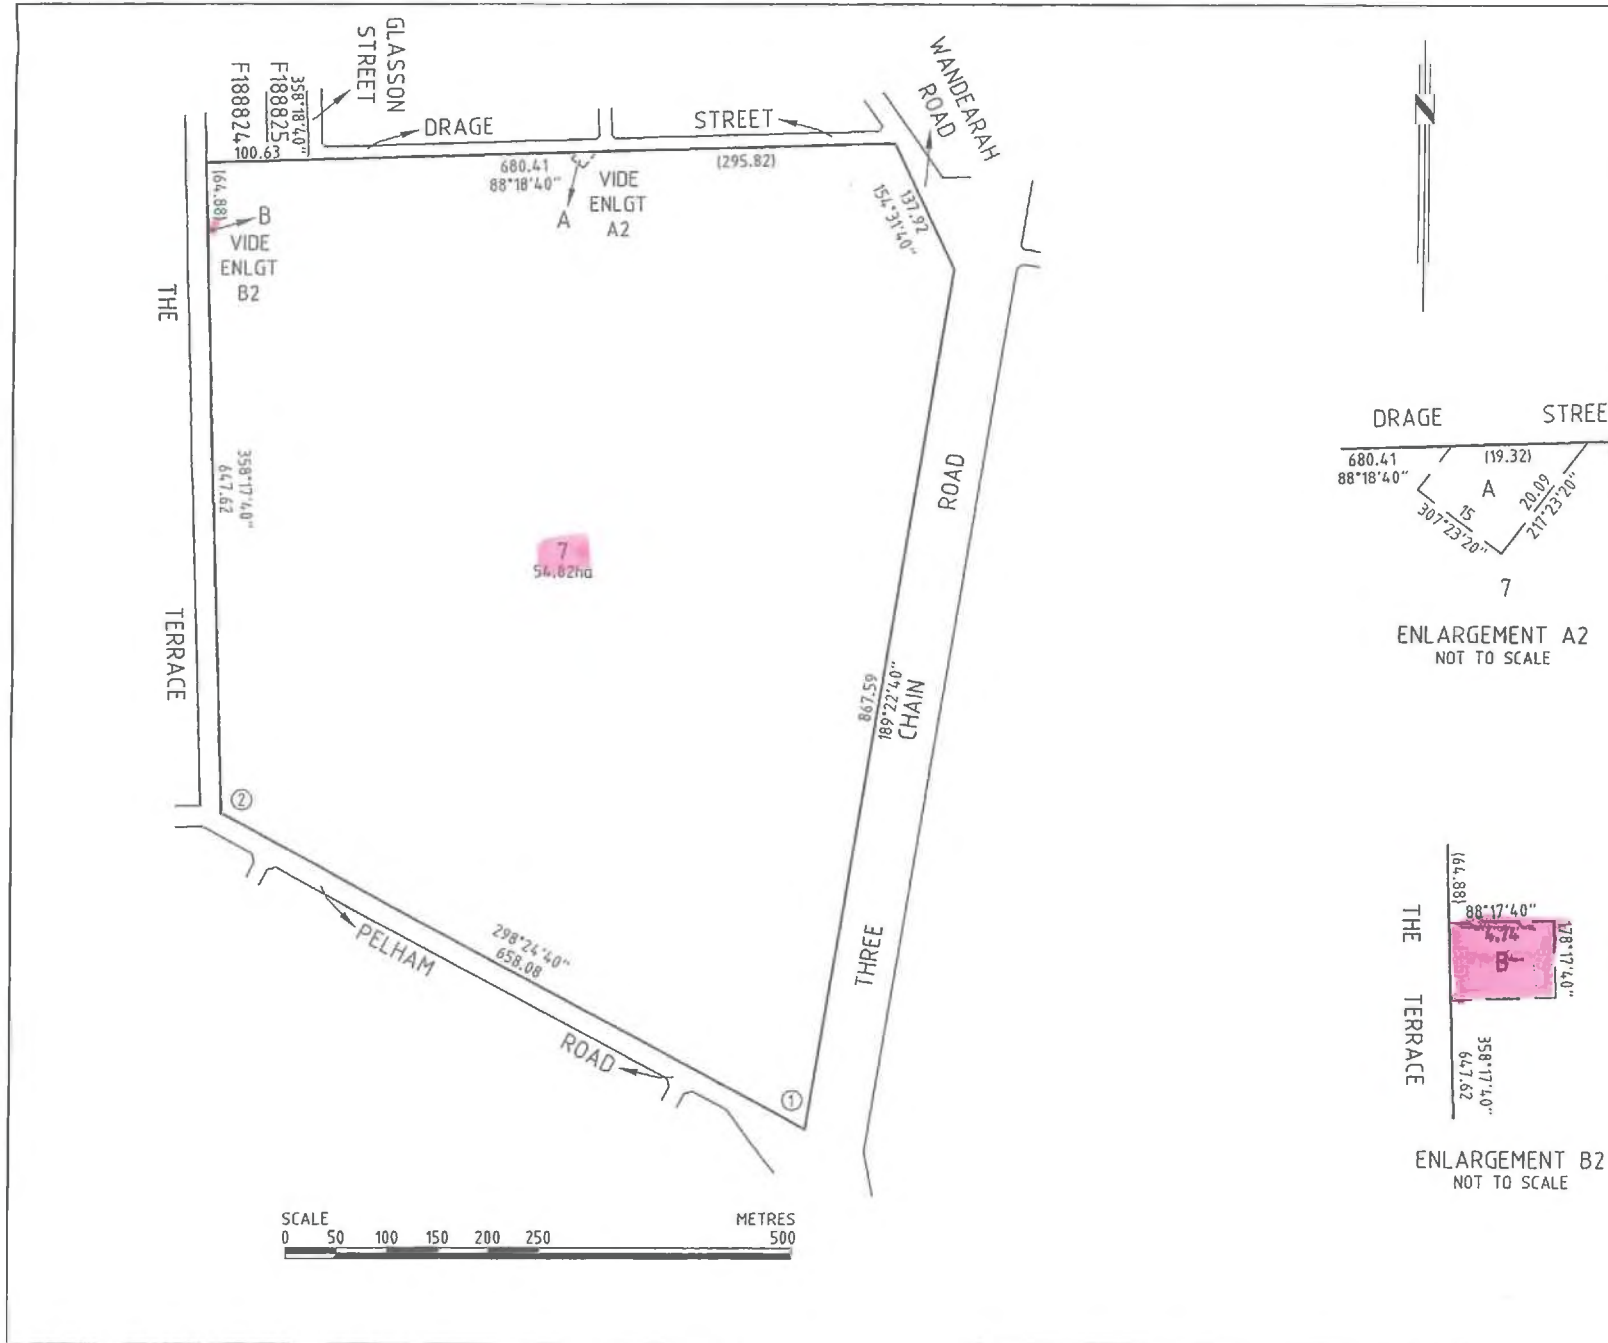 GLASSON
STREET
358°18'40"
F188825
F188824
100.63
DRAGE
STREET
WANDEARAH
ROAD
680.41
88°18'40"
(295.82)
VIDE
ENLGT
A2
A
137.92
154°31'40"
(64.88)
B
VIDE
ENLGT
B2
THE
TERRACE
358°17'40"
647.62
7
54.82ha
ROAD
867.59
189°22'40"
CHAIN
THREE
2
298°24'40"
658.08
PELHAM
ROAD
1
SCALE
METRES
0 50 100 150 200 250 500
DRAGE STREE
680.41
88°18'40"
(19.32)
A
20.09
217°23'20"
15
307°23'20"
7
ENLARGEMENT A2
NOT TO SCALE
(64.88)
88°17'40"
4.74
B
178°17'40"
THE
TERRACE
358°17'40"
647.62
ENLARGEMENT B2
NOT TO SCALE